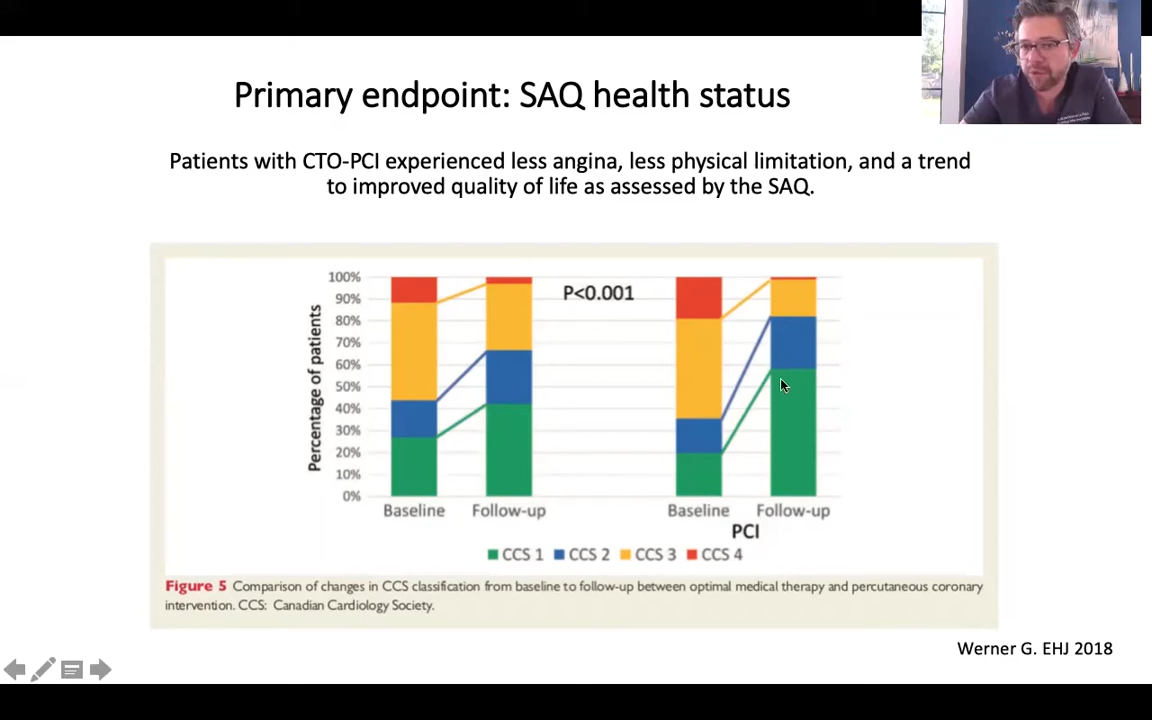 Primary endpoint: SAQ health status
Patients with CTO-PCI experienced less angina, less physical limitation, and a trend
to improved quality of life as assessed by the SAQ.
Percentage of patients
100%
90%
80%
70%
60%
50%
40%
30%
20%
10%
0%
P<0.001
Baseline Follow-up Baseline Follow-up
PCI
CCS 1 CCS 2 CCS 3 CCS 4
Figure 5 Comparison of changes in CCS classification from baseline to follow-up between optimal medical therapy and percutaneous coronary
intervention. CCS: Canadian Cardiology Society.
Werner G. EHJ 2018